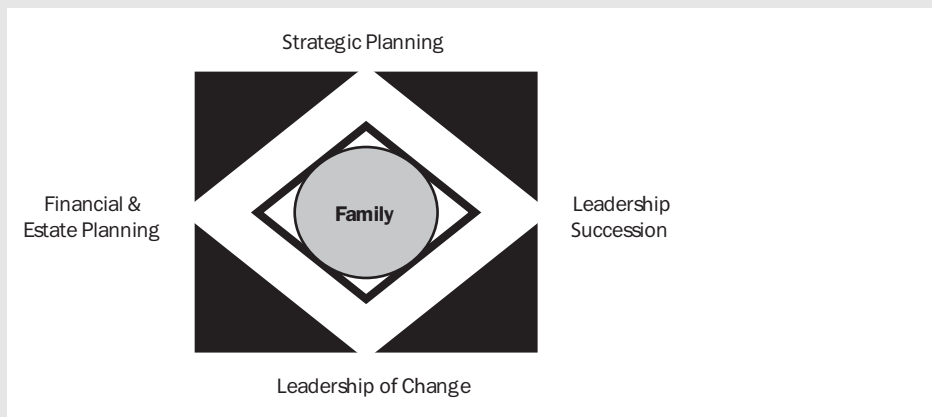 Strategic Planning
Financial &
Estate Planning
Family
Leadership
Succession
Leadership of Change